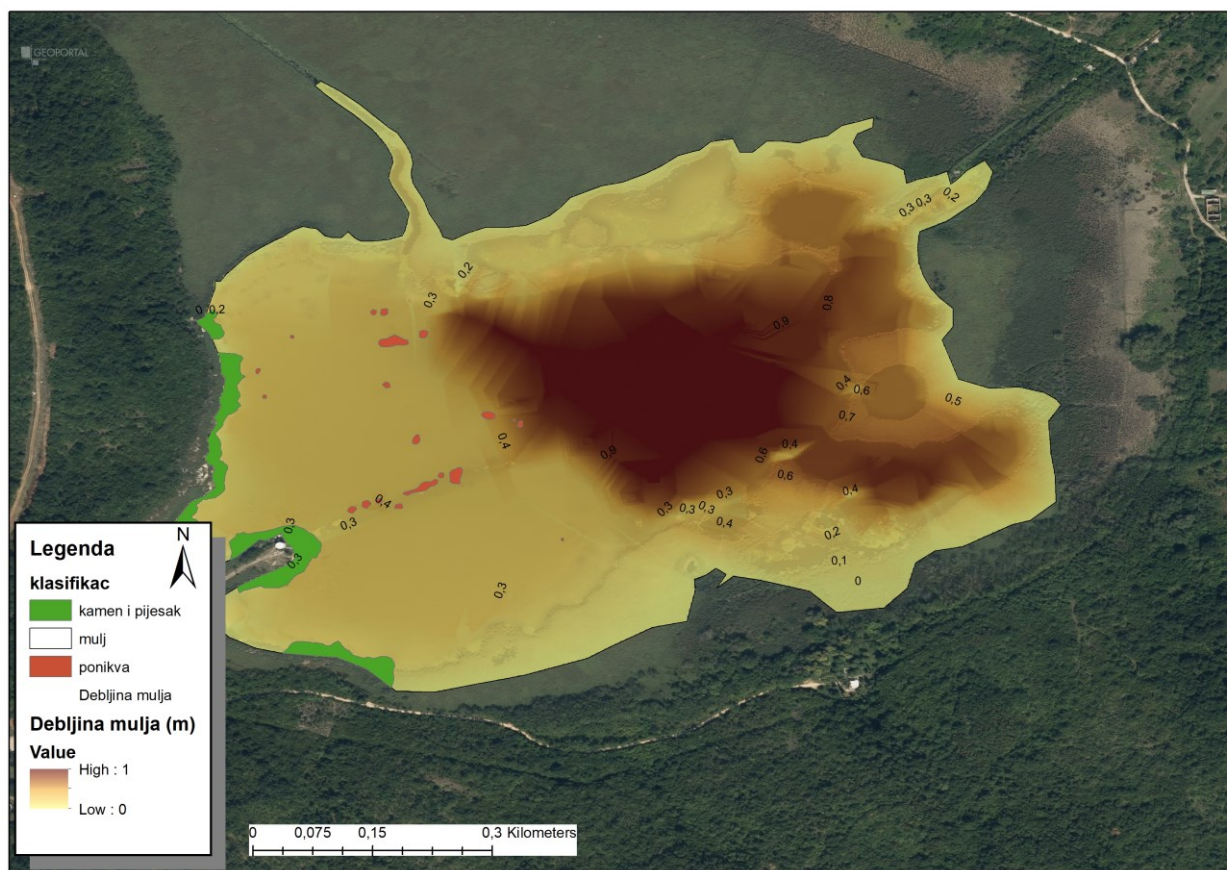 GEOPORTAL
0,2
0,3
0,3
0,2
0,3
0,2
0,3
0,8
0,9
0,4
0,6
0,5
0,7
0,4
0,4
0,9
0,6
0,6
0,4
0,3
0,3
0,3
0,3
0,4
0,4
0,3
0,3
0,3
0,2
0,1
0
0,3
N
Legenda
klasifikac
kamen i pijesak
mulj
ponikva
Debljina mulja
Debljina mulja (m)
Value
High : 1
Low : 0
0 0,075 0,15 0,3 Kilometers